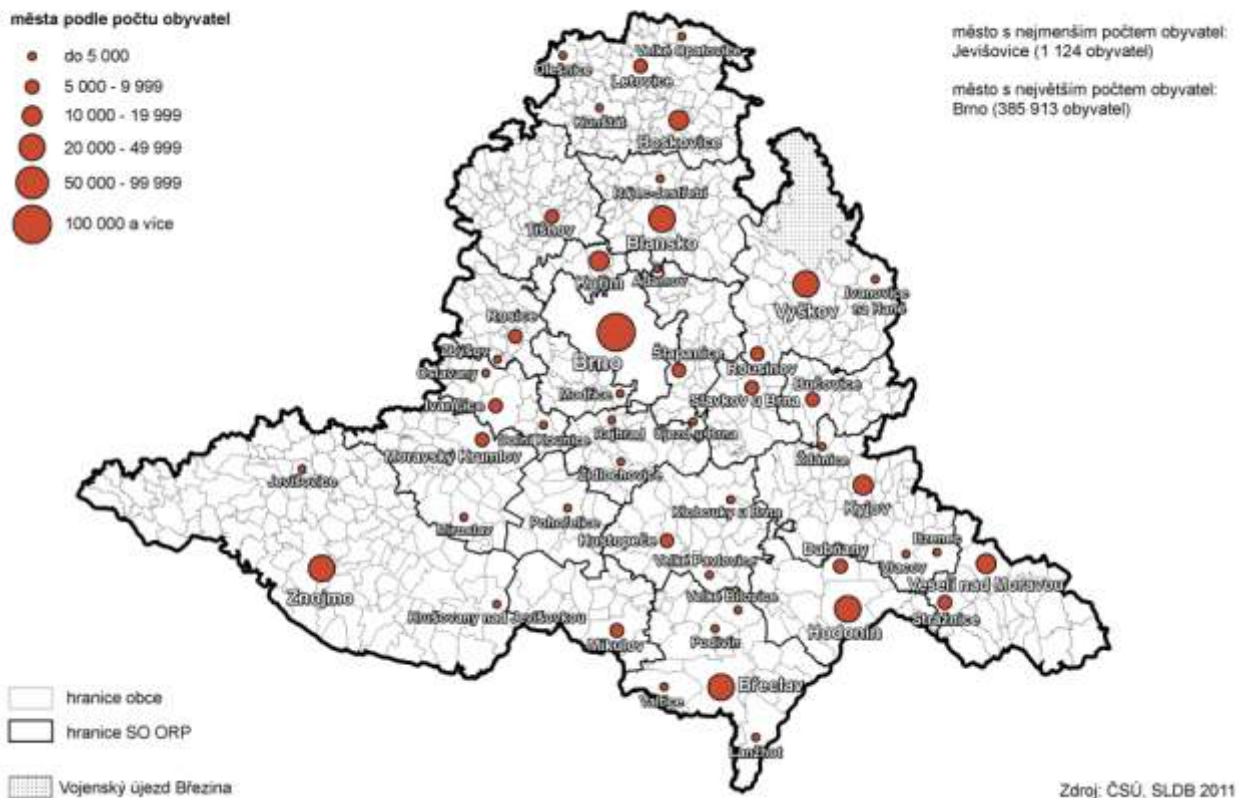 města podle počtu obyvatel
do 5 000
5 000 - 9 999
10 000 - 19 999
20 000 - 49 999
50 000 - 99 999
100 000 a více
město s nejmenším počtem obyvatel:
Jevišovice (1 124 obyvatel)
město s největším počtem obyvatel:
Brno (385 913 obyvatel)
Velké Opatovice
Olešnice
Letovice
Kunštát
Boskovice
Rájec-Jestřebí
Tišnov
Blansko
Kuřim
Adamov
Vyškov
Ivanovice
na Hané
Rosice
Brno
Zbýšov
Šlapanice
Rousínov
Oslavany
Bučovice
Modřice
Slavkov u Brna
Ivančice
Dolní Kounice
Rajhrad
Újezd u Brna
Moravský Krumlov
Ždánice
Židlochovice
Jevišovice
Kyjov
Klobouky u Brna
Miroslav
Pohořelice
Hustopeče
Dubňany
Bzenec
Velké Pavlovice
Vracov
Veselí nad Moravou
Znojmo
Velké Bílovice
Hrušovany nad Jevišovkou
Strážnice
Hodonín
Mikulov
Podivín
Břeclav
Valtice
Lanžhot
hranice obce
hranice SO ORP
Vojenský újezd Březina
Zdroj: ČSÚ, SLDB 2011